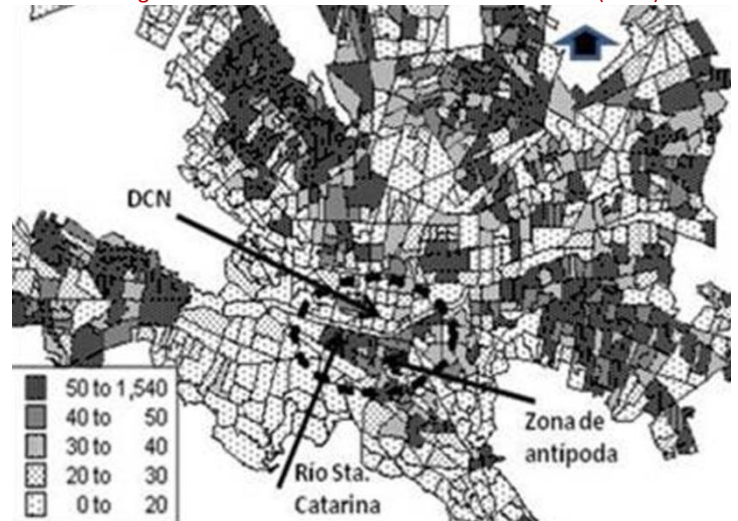 DCN
50 to 1,540
40 to 50
30 to 40
20 to 30
0 to 20
Río Sta.
Catarina
Zona de
antípoda